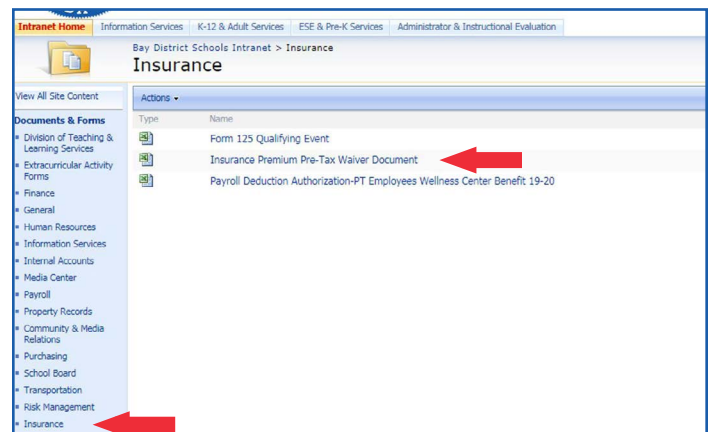 Intranet Home Information Services K-12 & Adult Services ESE & Pre-K Services Administrator & Instructional Evaluation
Bay District Schools Intranet > Insurance
Insurance
View All Site Content
Actions
Documents & Forms
Division of Teaching &
Learning Services
Extracurricular Activity
Forms
Finance
General
Human Resources
Information Services
Internal Accounts
Media Center
Payroll
Property Records
Community & Media
Relations
Purchasing
School Board
Transportation
Risk Management
Insurance
Type Name
Form 125 Qualifying Event
Insurance Premium Pre-Tax Waiver Document
Payroll Deduction Authorization-PT Employees Wellness Center Benefit 19-20